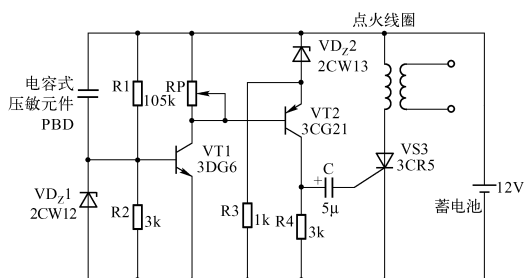 点火线圈
VDZ2
2CW13
电容式
压敏元件
PBD
R1
105k
RP
VT2
3CG21
VT1
3DG6
VS3
3CR5
VDZ1
2CW12
C
+
5μ
12V
R2
3k
R3
1k
R4
3k
蓄电池